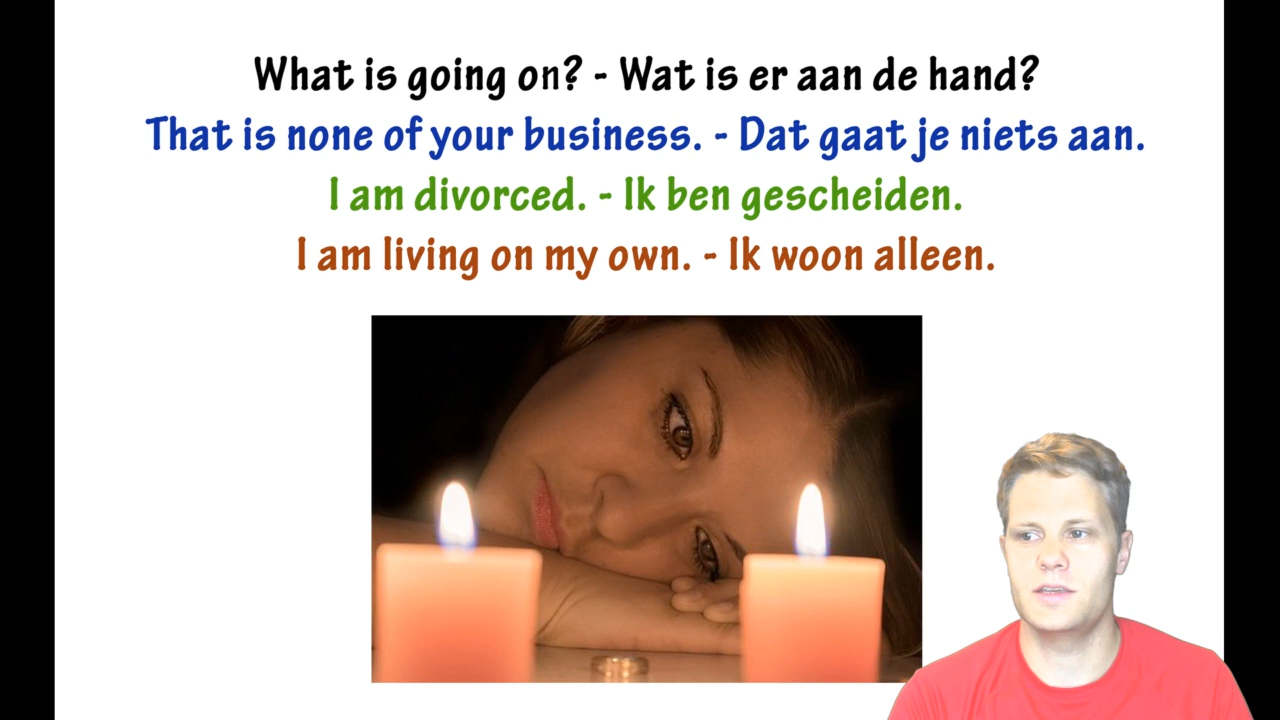 What is going on? - Wat is er aan de hand?
That is none of your business. - Dat gaat je niets aan.
I am divorced. - Ik ben gescheiden.
I am living on my own. - Ik woon alleen.